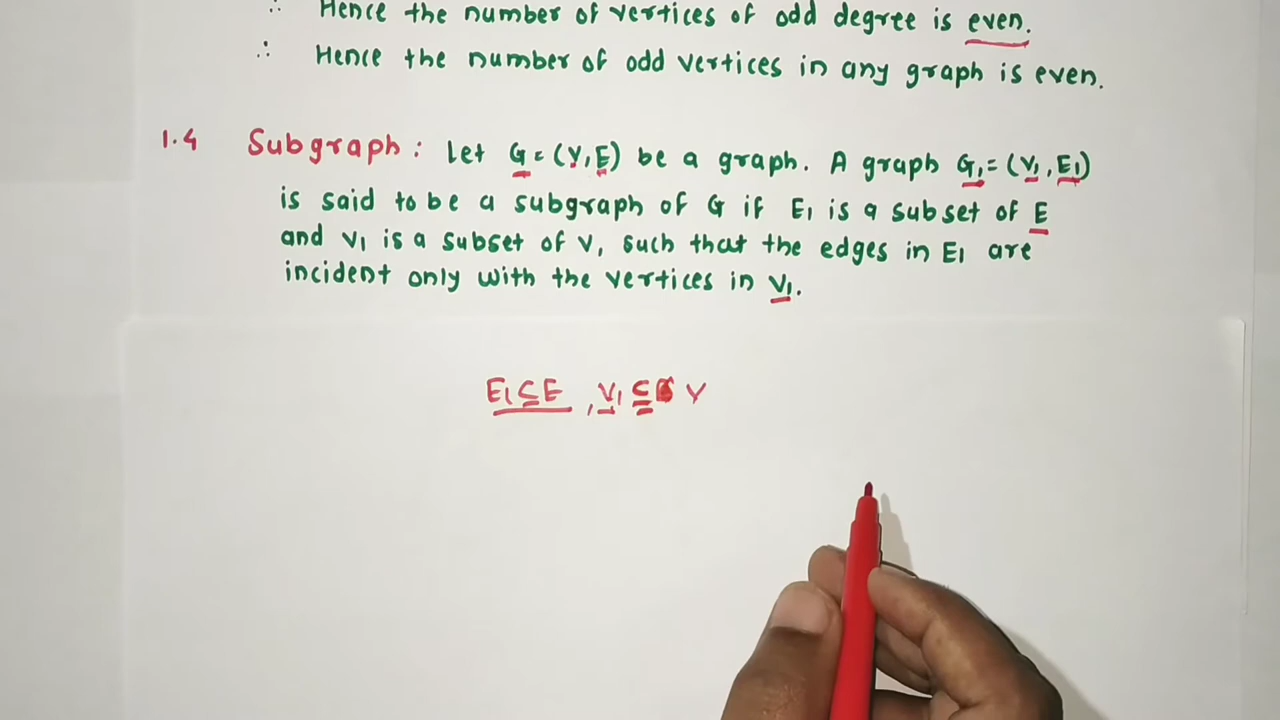 ∴ Hence the number of vertices of odd degree is even.
∴ Hence the number of odd vertices in any graph is even.
1.4 Subgraph: Let G = (V, E) be a graph. A graph G1 = (V1, E1)
is said to be a subgraph of G if E1 is a subset of E
and V1 is a subset of V, such that the edges in E1 are
incident only with the vertices in V1.
E1 ⊆ E, V1 ⊆ V